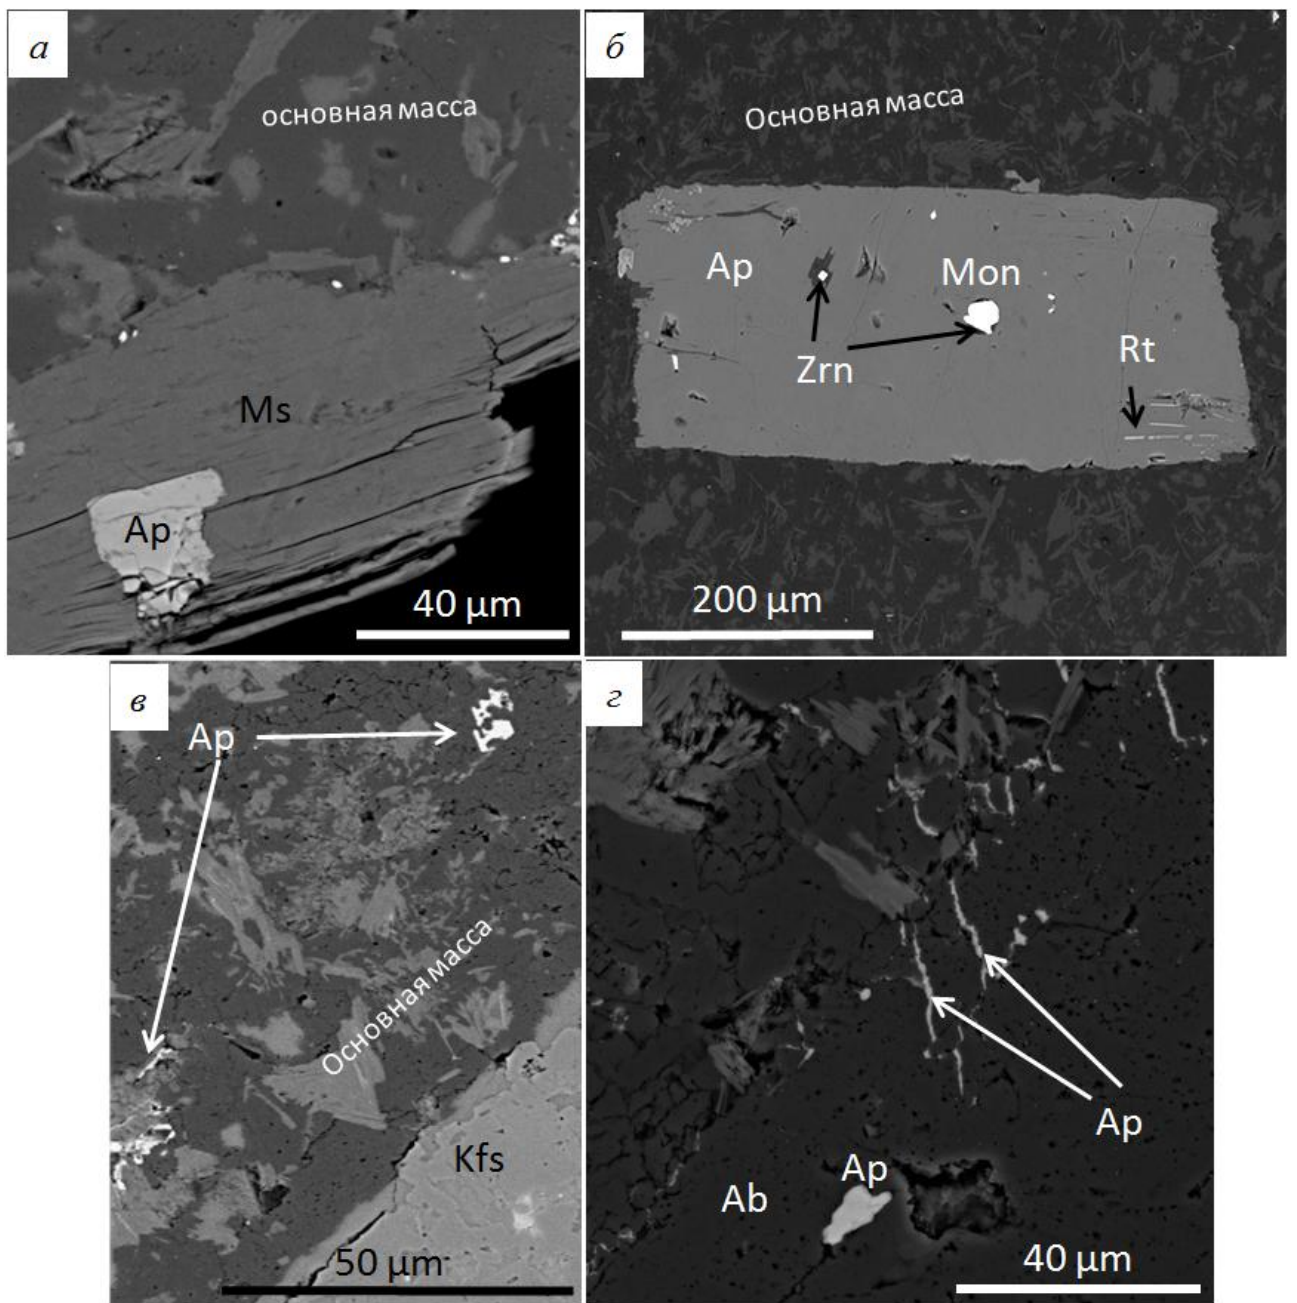 а
основная масса
Ms
Ap
40 µm
б
Основная масса
Ap
Mon
Zrn
Rt
200 µm
в
Ap
Основная масса
Kfs
50 µm
г
Ap
Ap
Ab
40 µm